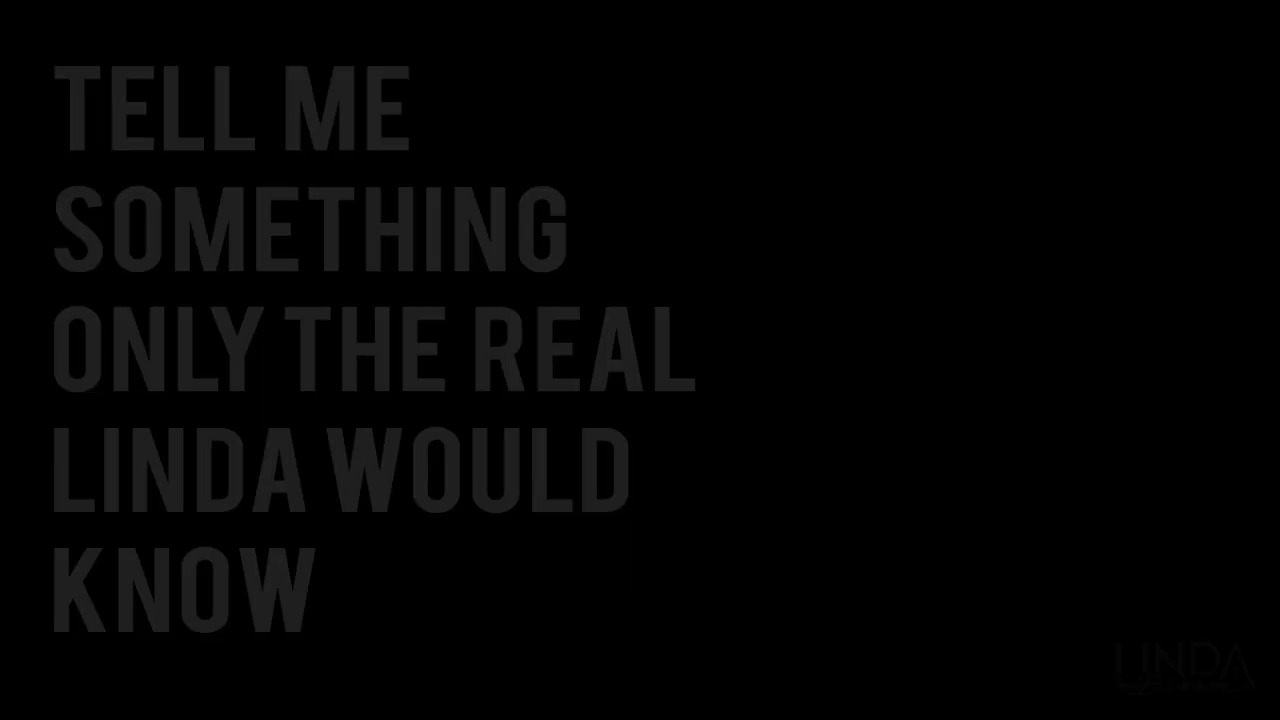 TELL ME
SOMETHING
ONLY THE REAL
LINDA WOULD
KNOW
LINDA